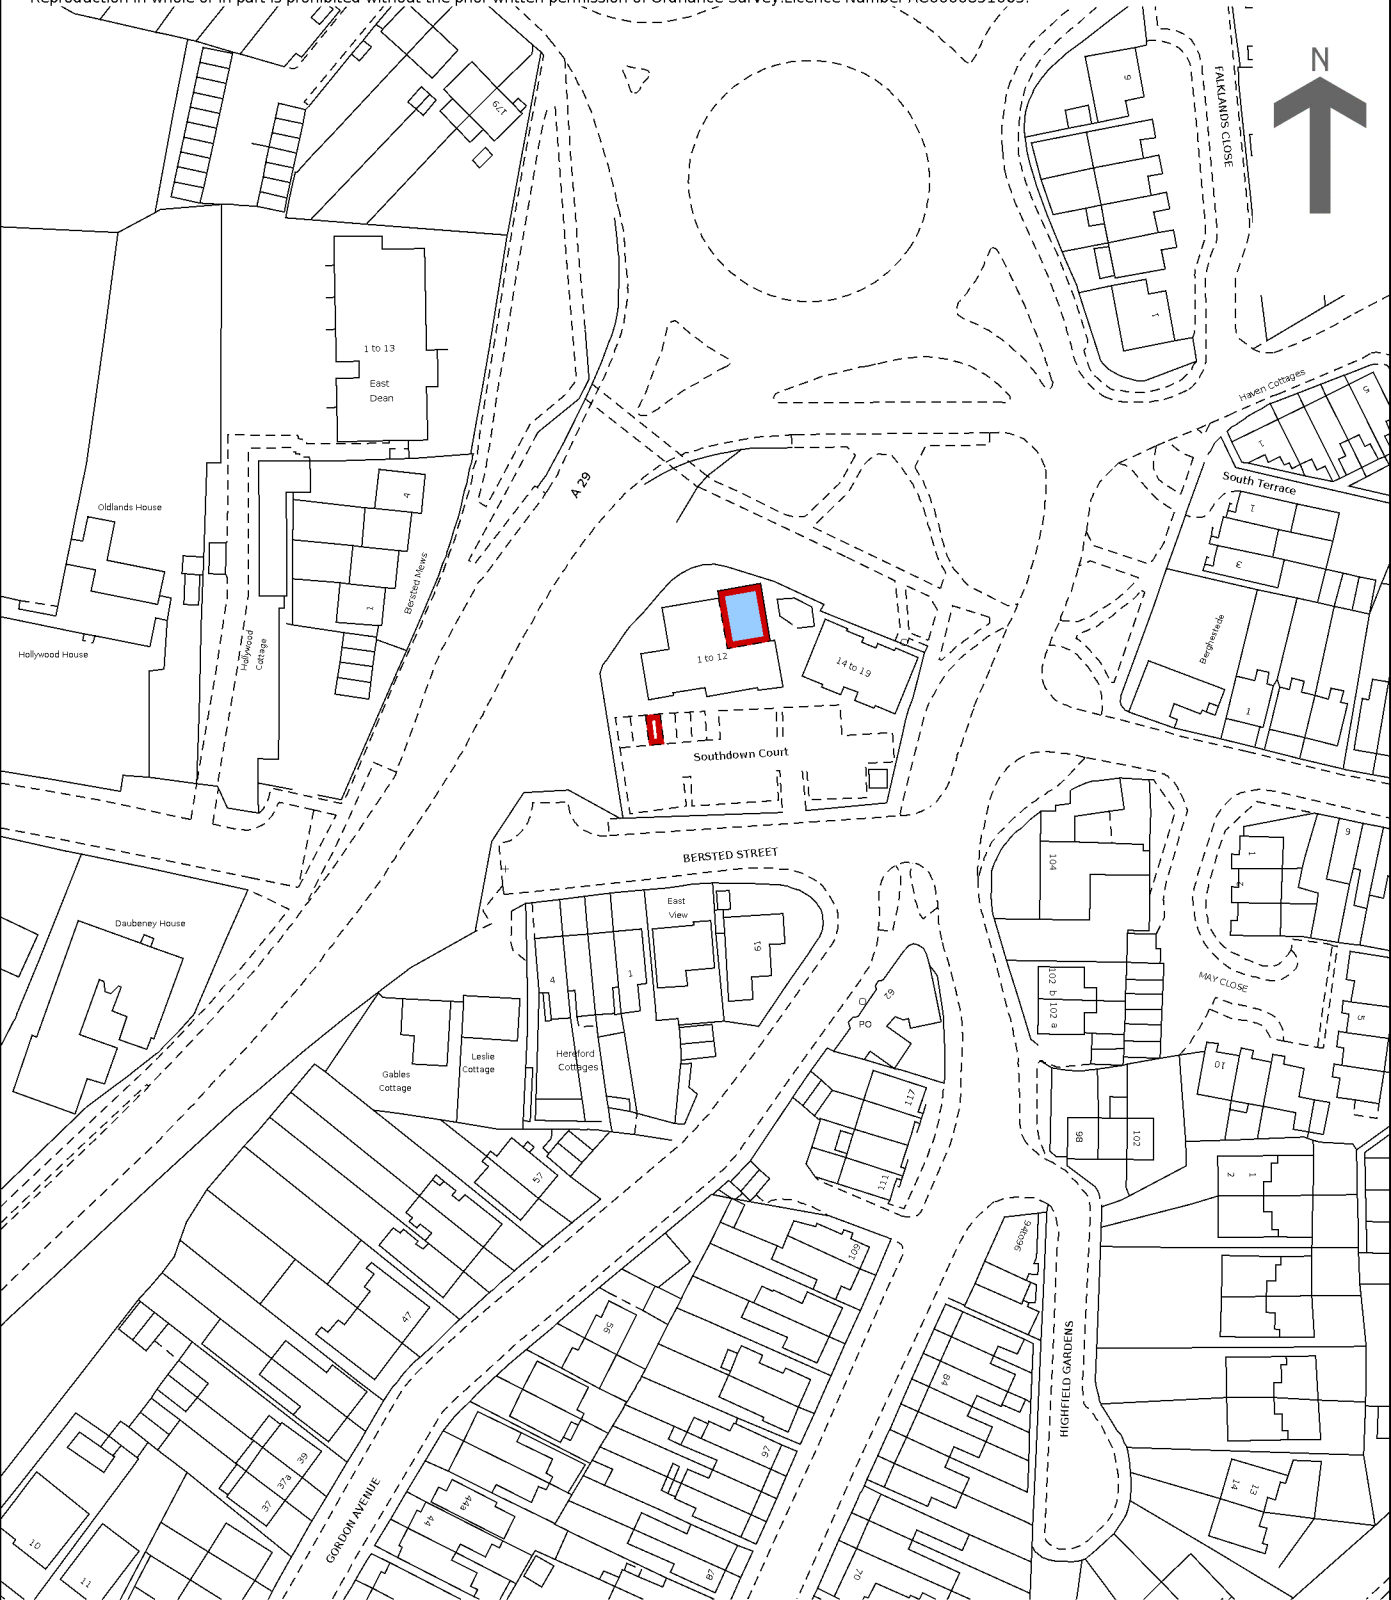 N
FALKLANDS CLOSE
179
6
1
1 to 13
East
Dean
A 29
Haven Cottages
5
1
South Terrace
1
3
Oldlands House
4
Bersted Mews
1
Hollywood House
Hollywood
Cottage
1 to 12
14 to 19
Berghestede
1
Southdown Court
BERSTED STREET
104
1
2
9
Daubeney House
East
View
19
4
1
102 b
102 a
MAY CLOSE
5
62
PO
Gables
Cottage
Leslie
Cottage
Hereford
Cottages
10
117
111
98
102
57
2
1
94to96
109
47
56
84
HIGHFIELD GARDENS
97
39
37a
37
44a
44
GORDON AVENUE
14
13
10
11
87
70